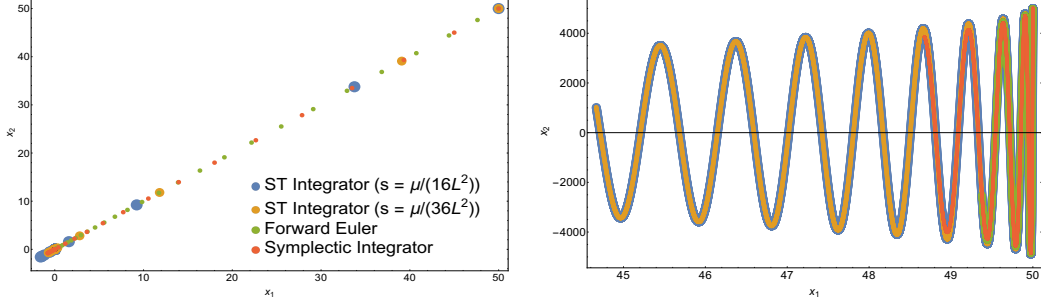 50
40
30
20
10
0
x2
0
10
20
30
40
50
x1
ST Integrator (s = μ/(16L²))
ST Integrator (s = μ/(36L²))
Forward Euler
Symplectic Integrator
4000
2000
0
-2000
-4000
x2
45
46
47
48
49
50
x1